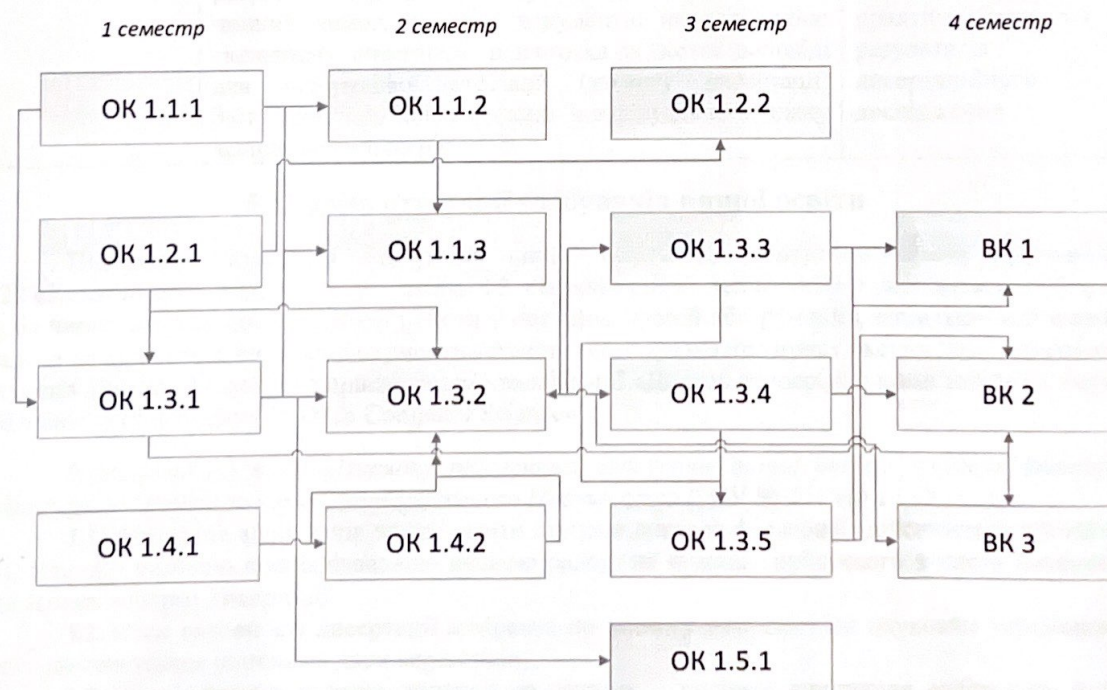 1 семестр 2 семестр 3 семестр 4 семестр
ОК 1.1.1 ОК 1.1.2 ОК 1.2.2
ОК 1.2.1 ОК 1.1.3 ОК 1.3.3 ВК 1
ОК 1.3.1 ОК 1.3.2 ОК 1.3.4 ВК 2
ОК 1.4.1 ОК 1.4.2 ОК 1.3.5 ВК 3
ОК 1.5.1